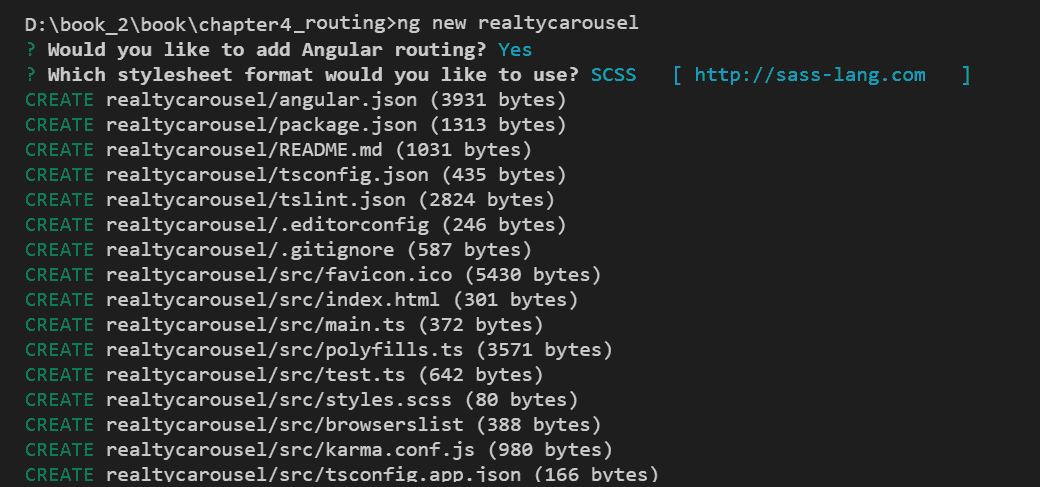 D:\book_2\book\chapter4_routing>ng new realtycarousel
? Would you like to add Angular routing? Yes
? Which stylesheet format would you like to use? SCSS   [ http://sass-lang.com   ]
CREATE realtycarousel/angular.json (3931 bytes)
CREATE realtycarousel/package.json (1313 bytes)
CREATE realtycarousel/README.md (1031 bytes)
CREATE realtycarousel/tsconfig.json (435 bytes)
CREATE realtycarousel/tslint.json (2824 bytes)
CREATE realtycarousel/.editorconfig (246 bytes)
CREATE realtycarousel/.gitignore (587 bytes)
CREATE realtycarousel/src/favicon.ico (5430 bytes)
CREATE realtycarousel/src/index.html (301 bytes)
CREATE realtycarousel/src/main.ts (372 bytes)
CREATE realtycarousel/src/polyfills.ts (3571 bytes)
CREATE realtycarousel/src/test.ts (642 bytes)
CREATE realtycarousel/src/styles.scss (80 bytes)
CREATE realtycarousel/src/browserslist (388 bytes)
CREATE realtycarousel/src/karma.conf.js (980 bytes)
CREATE realtycarousel/src/tsconfig.app.json (166 bytes)